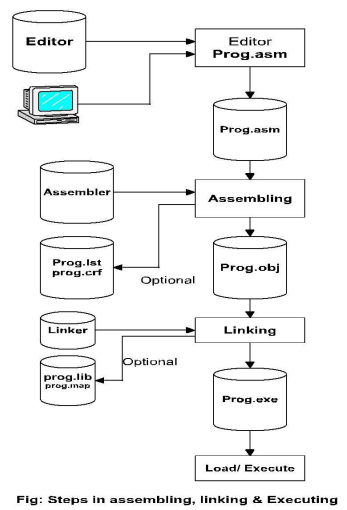 Editor
Editor
Prog.asm
Prog.asm
Assembler
Assembling
Prog.lst
prog.crf
Optional
Prog.obj
Linker
Linking
Optional
prog.lib
prog.map
Prog.exe
Load/ Execute
Fig: Steps in assembling, linking & Executing